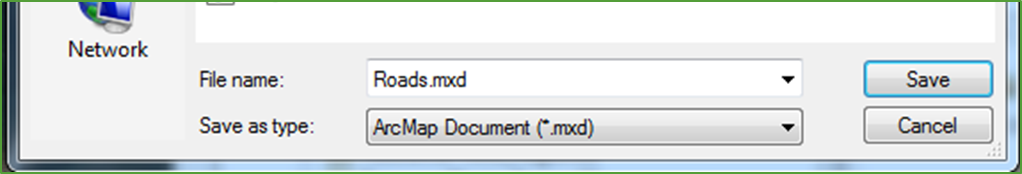 Network
File name: Roads.mxd Save
Save as type: ArcMap Document (*.mxd) Cancel